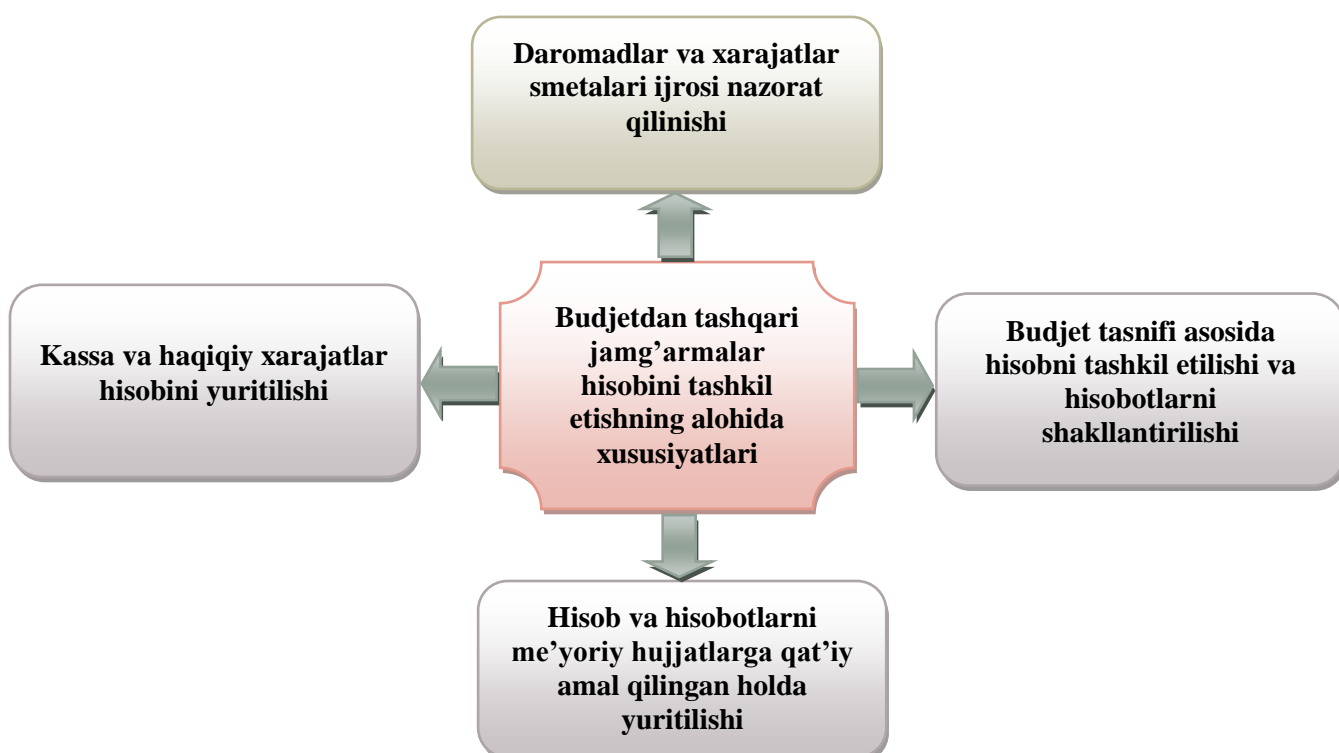 Daromadlar va xarajatlar
smetalari ijrosi nazorat
qilinishi
Kassa va haqiqiy xarajatlar
hisobini yuritilishi
Budjetdan tashqari
jamg’armalar
hisobini tashkil
etishning alohida
xususiyatlari
Budjet tasnifi asosida
hisobni tashkil etilishi va
hisobotlarni
shakllantirilishi
Hisob va hisobotlarni
me’yoriy hujjatlarga qat’iy
amal qilingan holda
yuritilishi